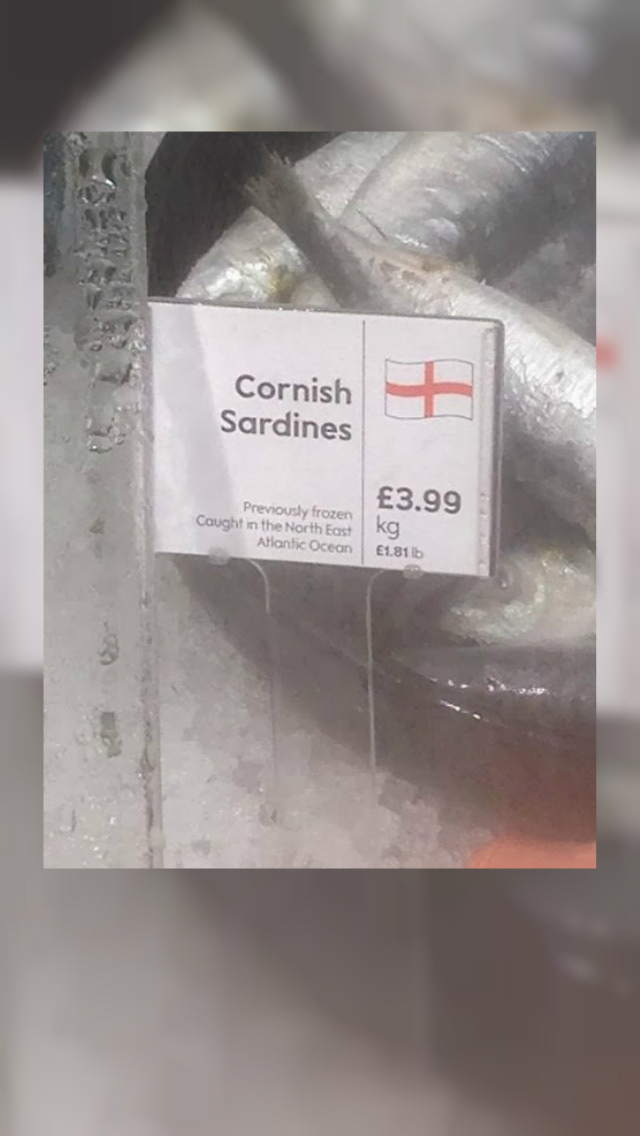 Cornish
Sardines
Previously frozen
Caught in the North East
Atlantic Ocean
£3.99
kg
£1.81 lb